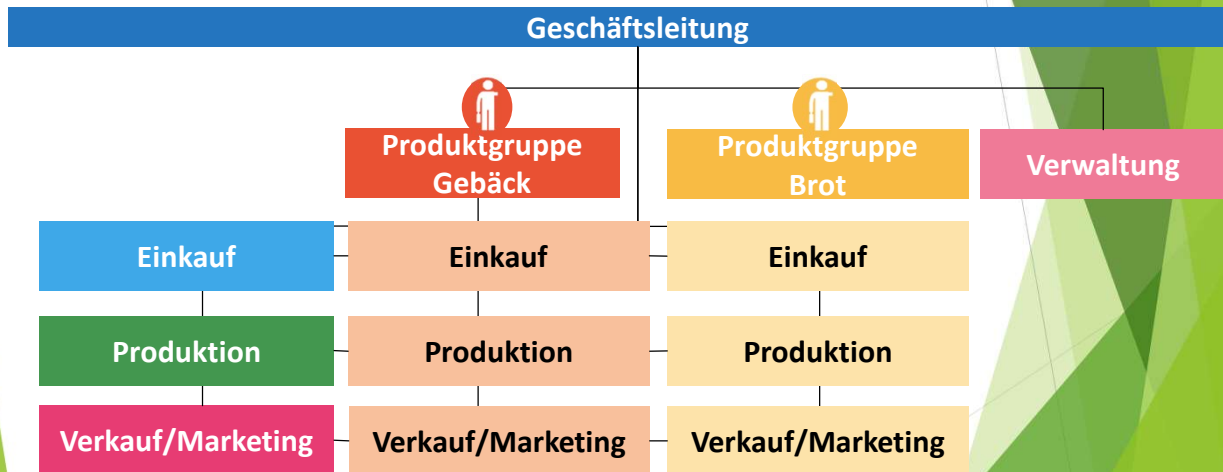 Geschäftsleitung
Produktgruppe
Gebäck
Produktgruppe
Brot
Verwaltung
Einkauf
Einkauf
Einkauf
Produktion
Produktion
Produktion
Verkauf/Marketing
Verkauf/Marketing
Verkauf/Marketing